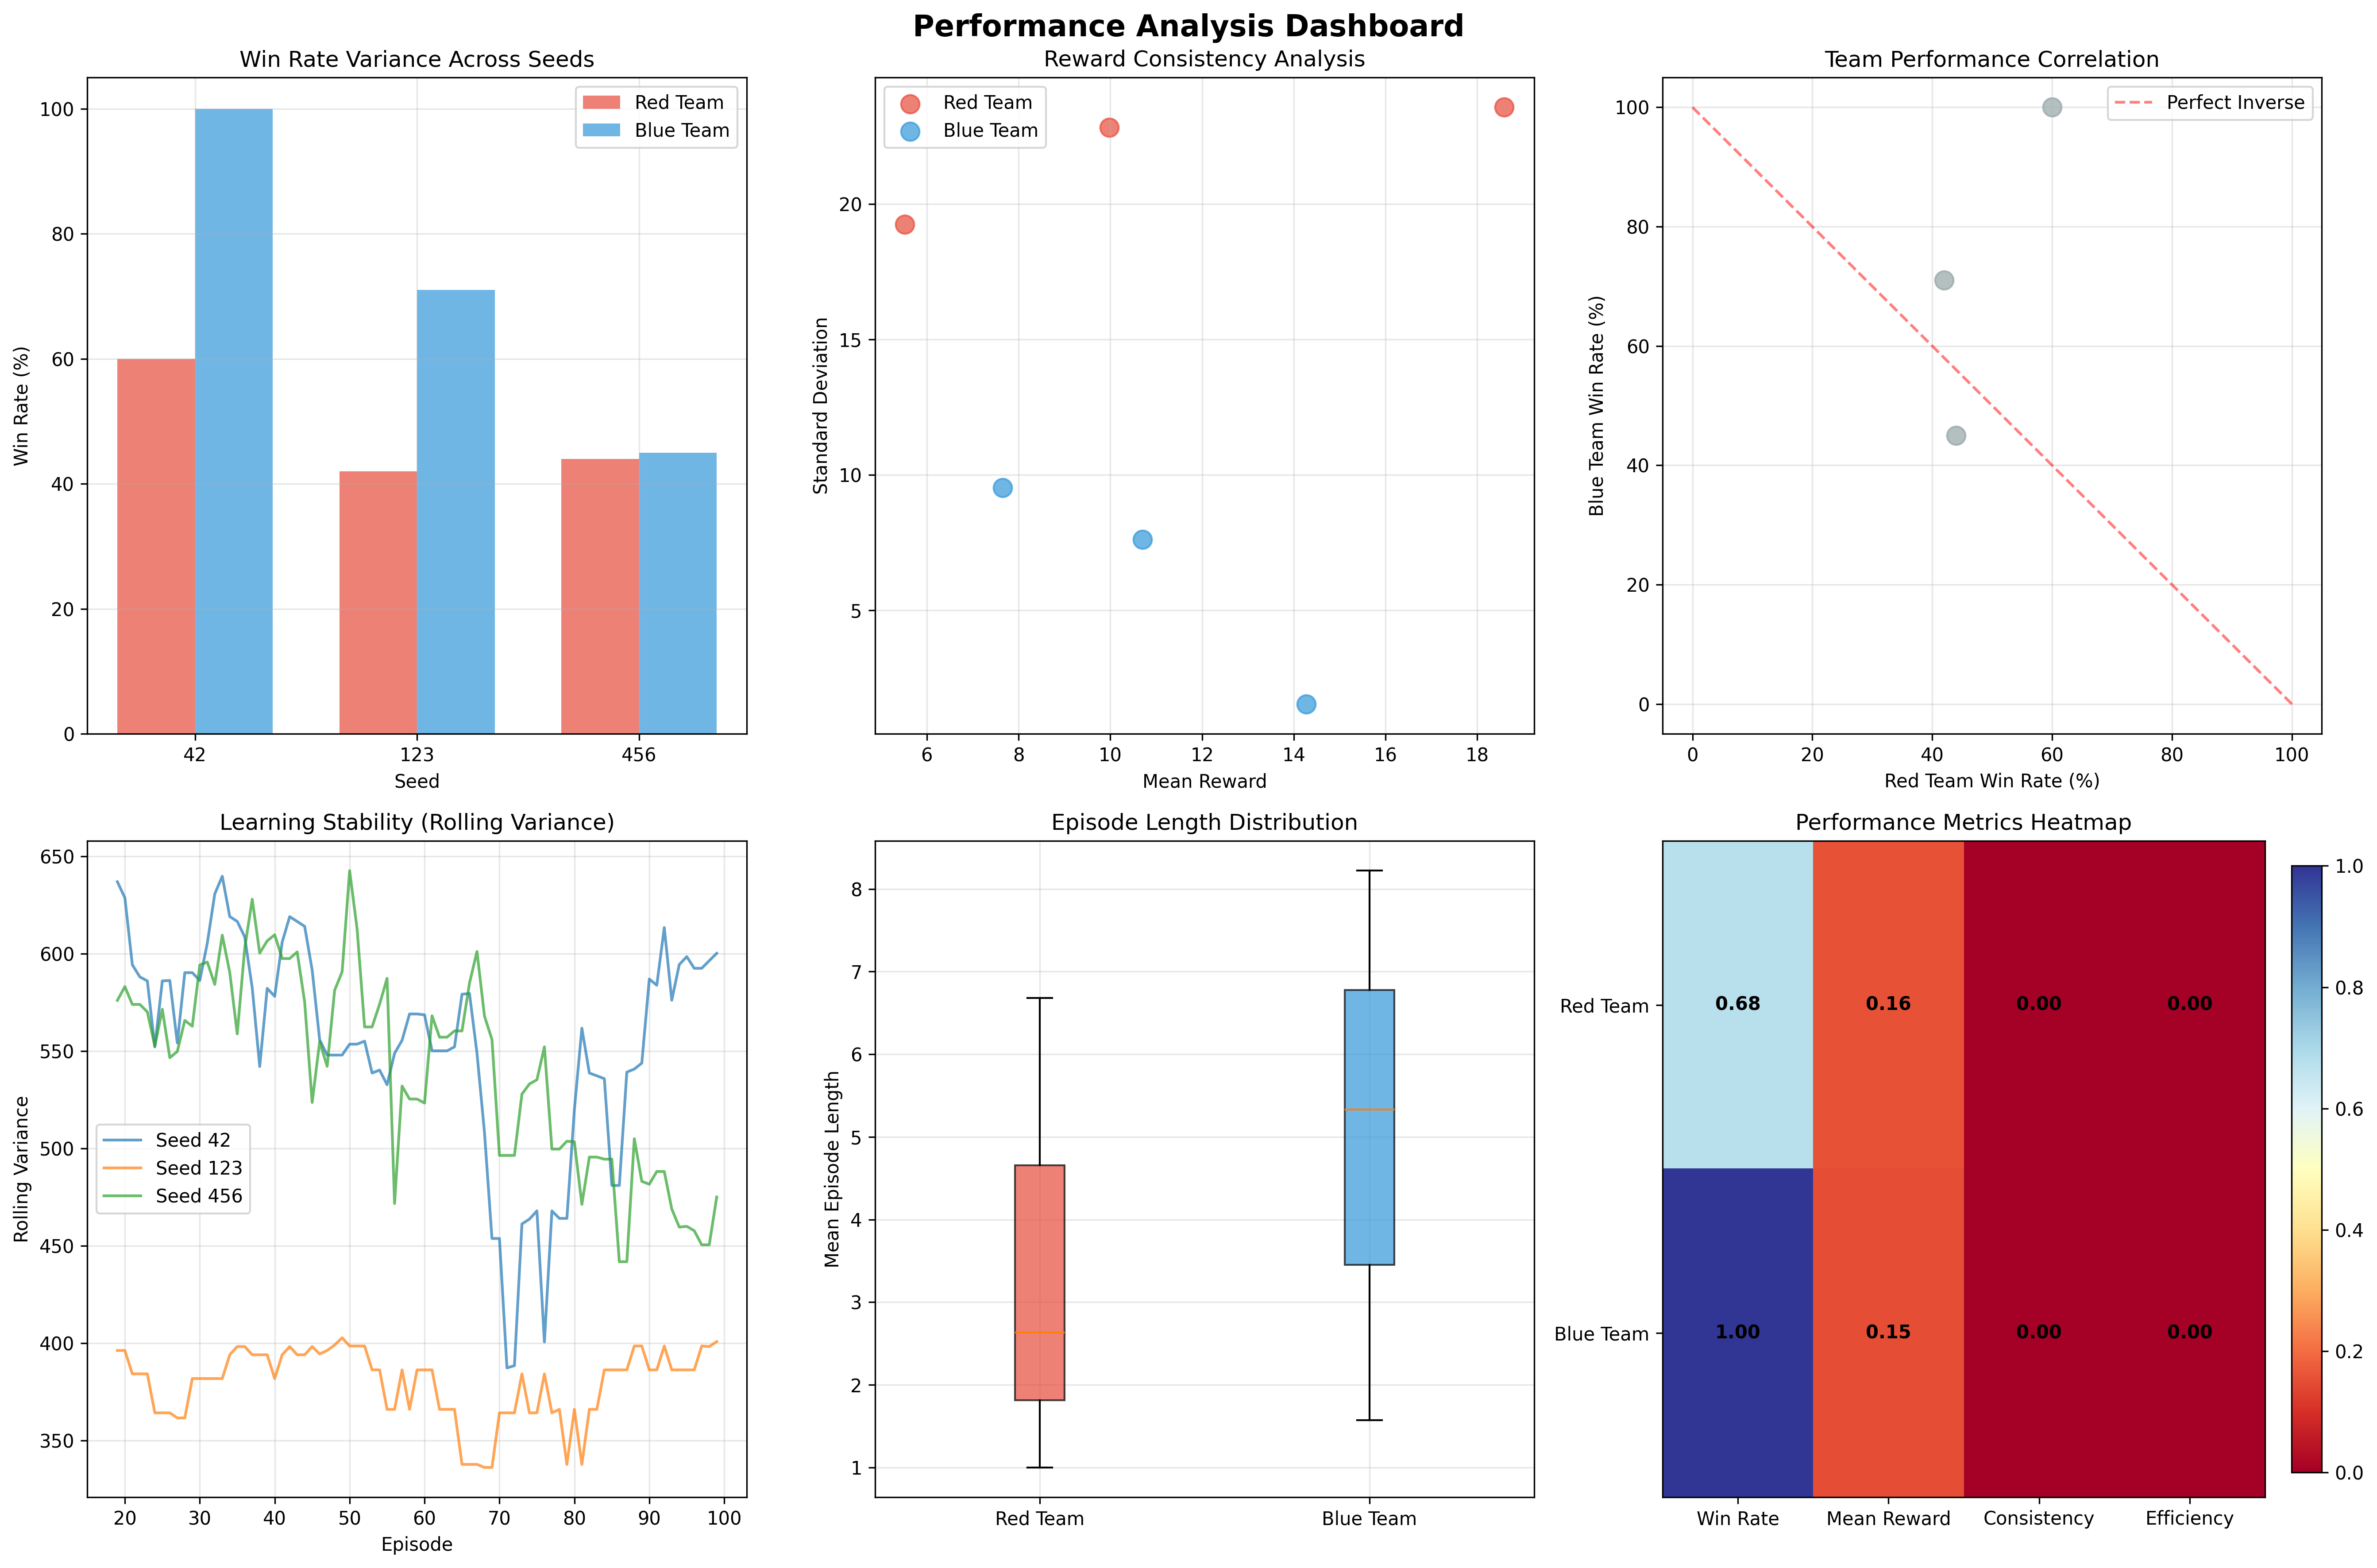 Performance Analysis Dashboard
Win Rate Variance Across Seeds
Red Team
Blue Team
100
80
60
40
20
0
Win Rate (%)
42
123
456
Seed
Reward Consistency Analysis
Red Team
Blue Team
20
15
10
5
Standard Deviation
6
8
10
12
14
16
18
Mean Reward
Team Performance Correlation
Perfect Inverse
100
80
60
40
20
0
Blue Team Win Rate (%)
0
20
40
60
80
100
Red Team Win Rate (%)
Learning Stability (Rolling Variance)
650
600
550
500
450
400
350
Rolling Variance
Seed 42
Seed 123
Seed 456
20
30
40
50
60
70
80
90
100
Episode
Episode Length Distribution
8
7
6
5
4
3
2
1
Mean Episode Length
Red Team
Blue Team
Performance Metrics Heatmap
Red Team
0.68
0.16
0.00
0.00
Blue Team
1.00
0.15
0.00
0.00
Win Rate
Mean Reward
Consistency
Efficiency
1.0
0.8
0.6
0.4
0.2
0.0